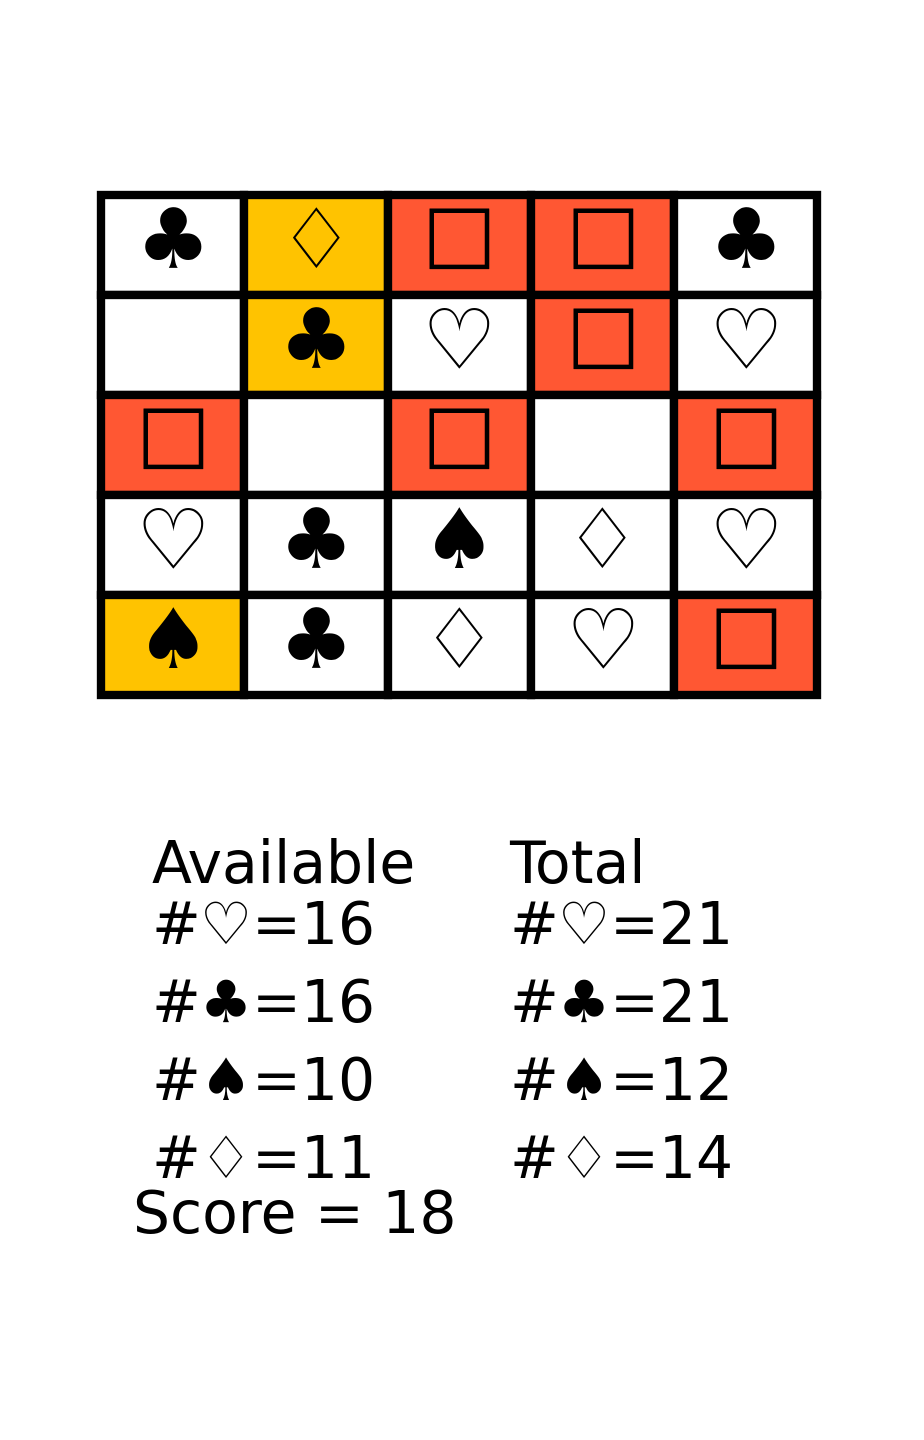 ♣ ♢ □ □ ♣
♣ ♡ □ ♡
□ □ □
♡ ♣ ♠ ♢ ♡
♠ ♣ ♢ ♡ □
Available Total
#♡=16 #♡=21
#♣=16 #♣=21
#♠=10 #♠=12
#♢=11 #♢=14
Score = 18